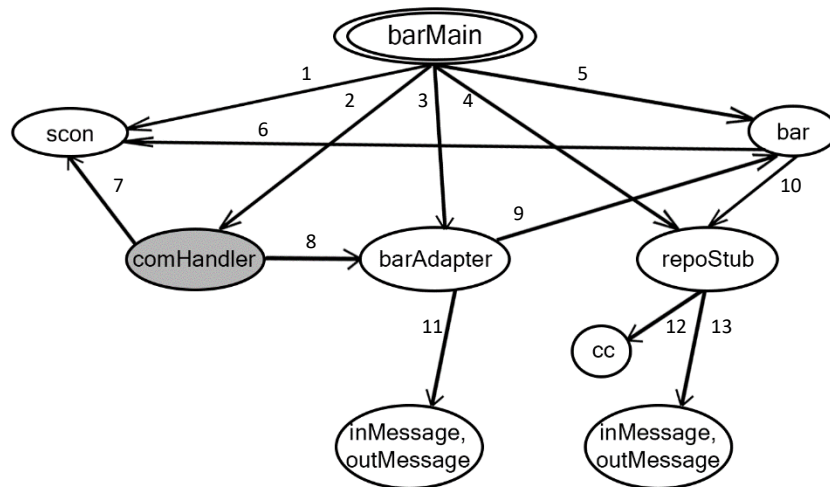 barMain
1
2
3
4
5
scon
6
bar
7
8
9
10
comHandler
barAdapter
repoStub
11
12
13
cc
inMessage,
outMessage
inMessage,
outMessage